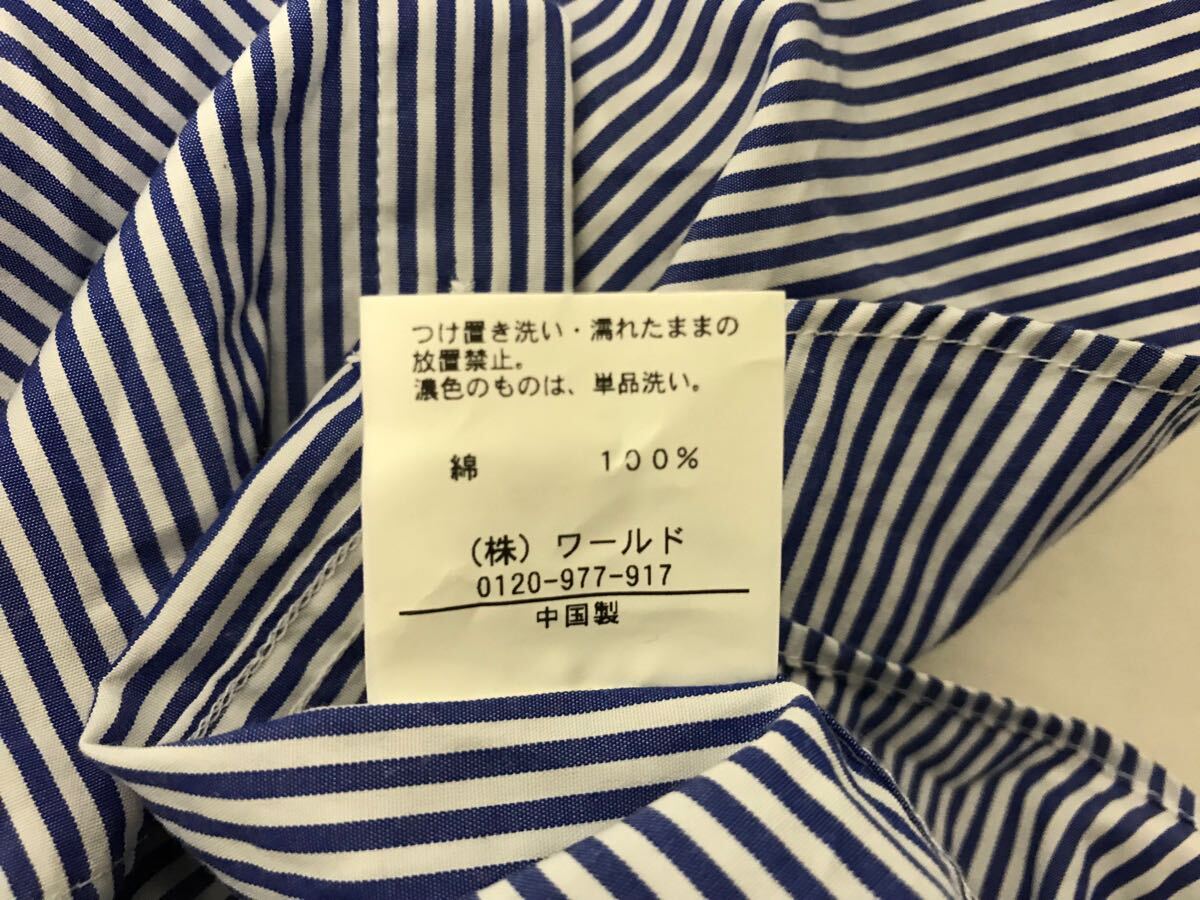 つけ置き洗い・濡れたままの
放置禁止。
濃色のものは、単品洗い。
綿 100%
(株) ワールド
0120-977-917
中国製